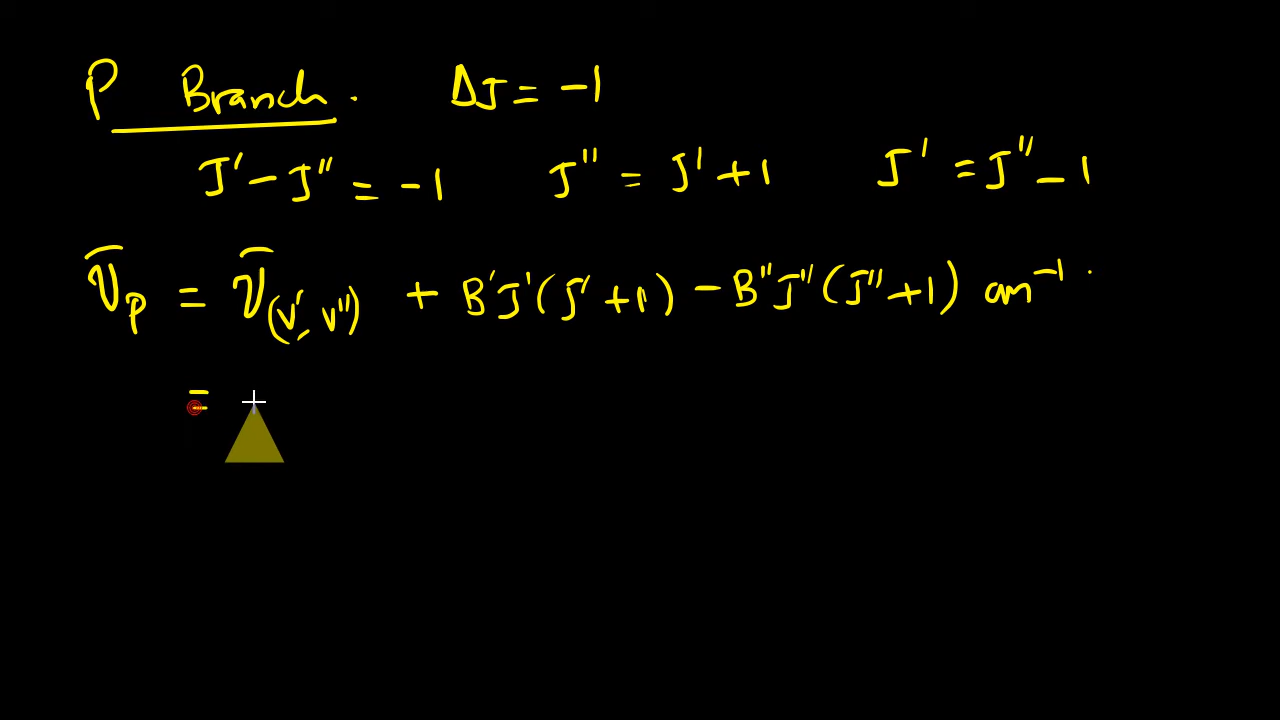 P Branch. ΔJ = -1
J' - J'' = -1 J'' = J' + 1 J' = J'' - 1
ν̄p = ν̄(v', v'') + B'J'(J' + 1) - B''J''(J'' + 1) cm⁻¹.
=